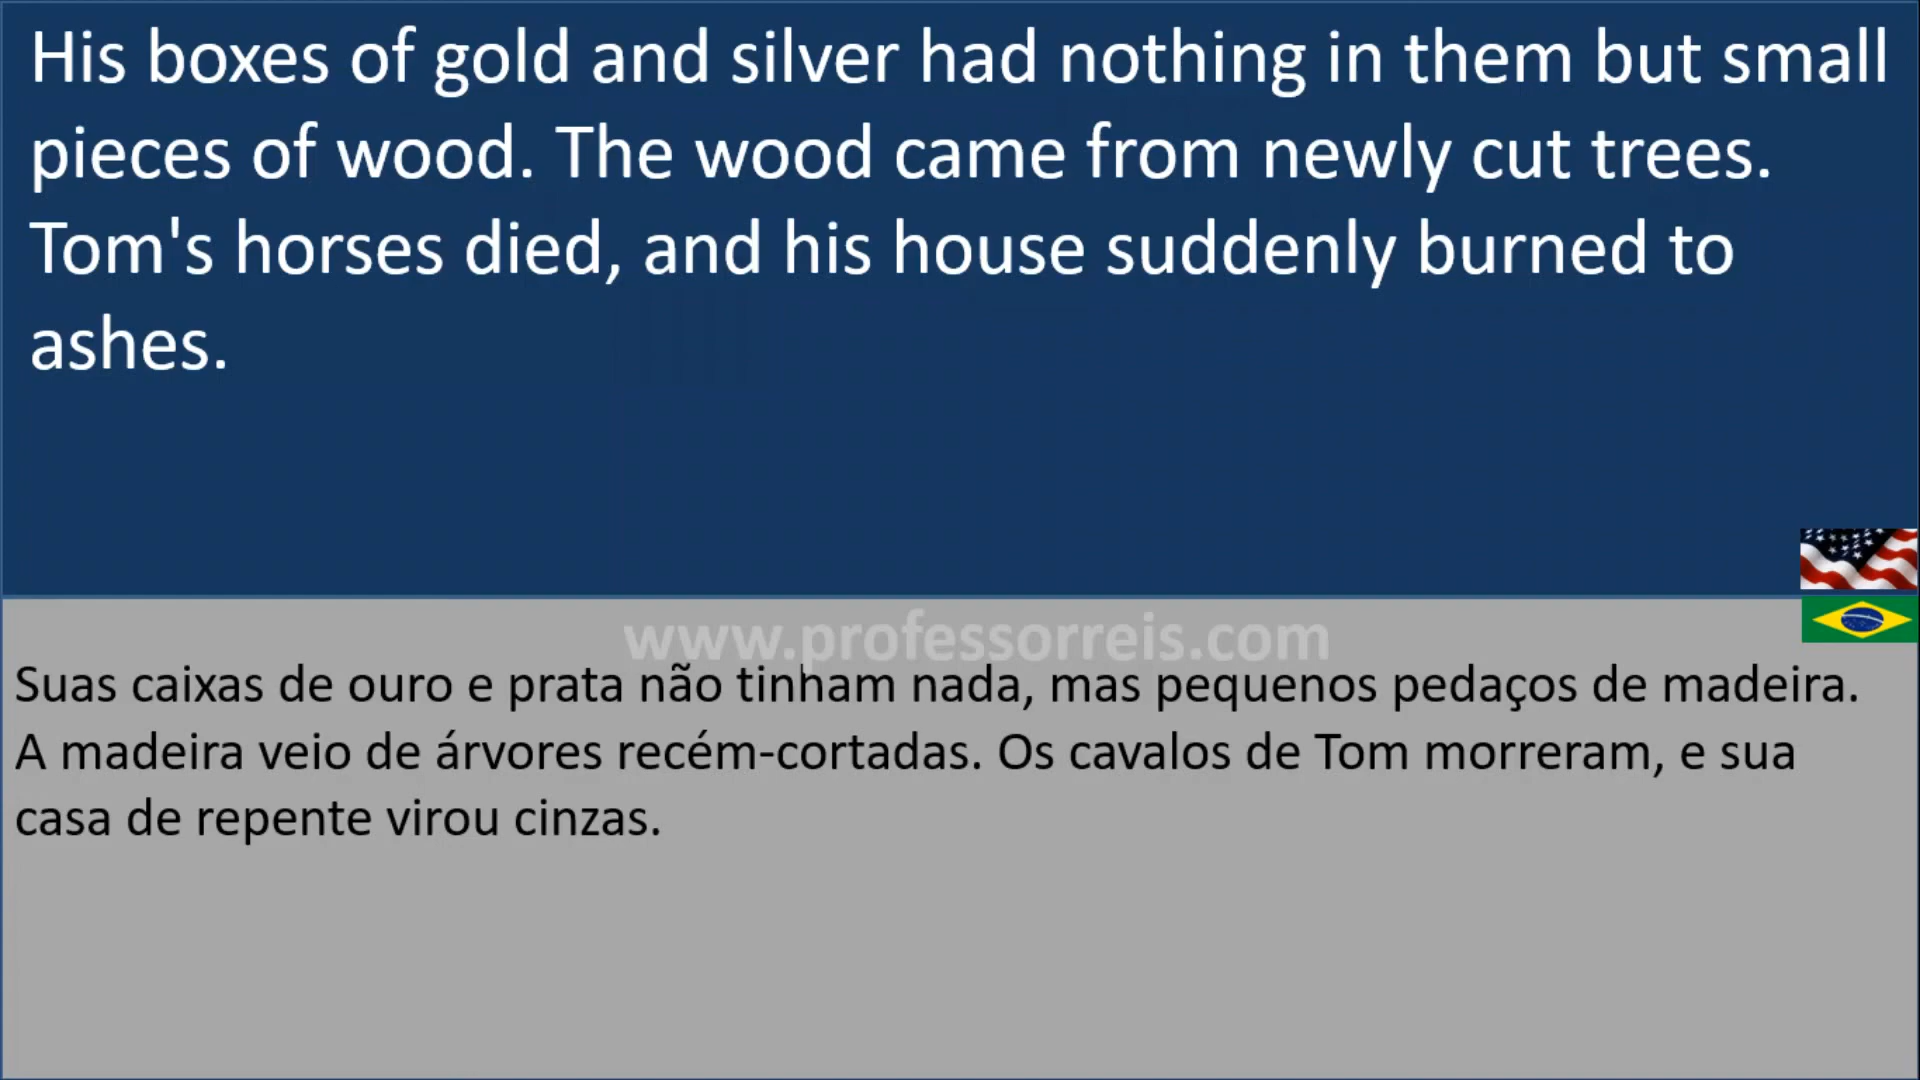 His boxes of gold and silver had nothing in them but small
pieces of wood. The wood came from newly cut trees.
Tom's horses died, and his house suddenly burned to
ashes.
www.professorreis.com
Suas caixas de ouro e prata não tinham nada, mas pequenos pedaços de madeira.
A madeira veio de árvores recém-cortadas. Os cavalos de Tom morreram, e sua
casa de repente virou cinzas.